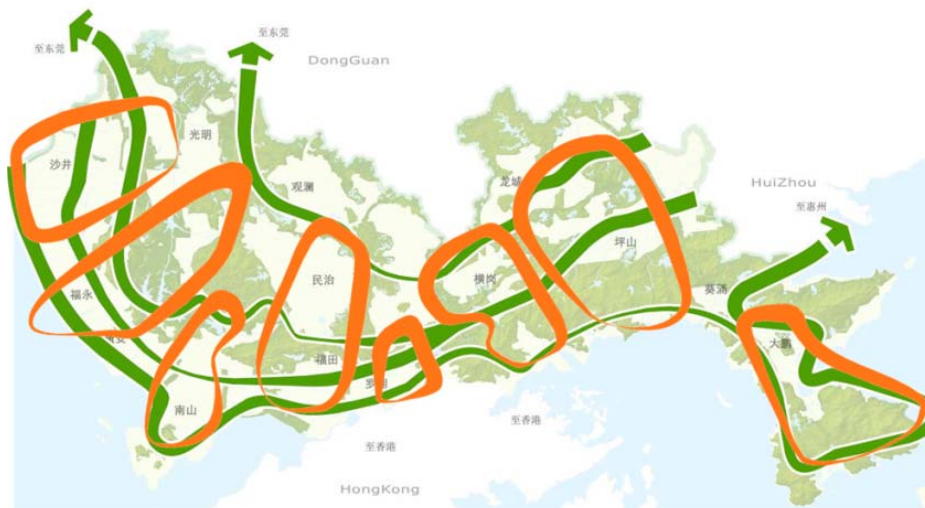 至东莞
至东莞
DongGuan
光明
沙井
观澜
龙城
HuiZhou
至惠州
坪山
民治
横岗
福永
葵涌
大鹏
福田
南山
至香港
至香港
HongKong